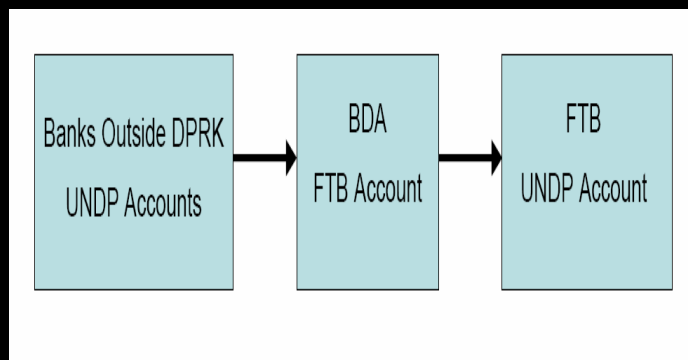 Banks Outside DPRK
UNDP Accounts
BDA
FTB Account
FTB
UNDP Account